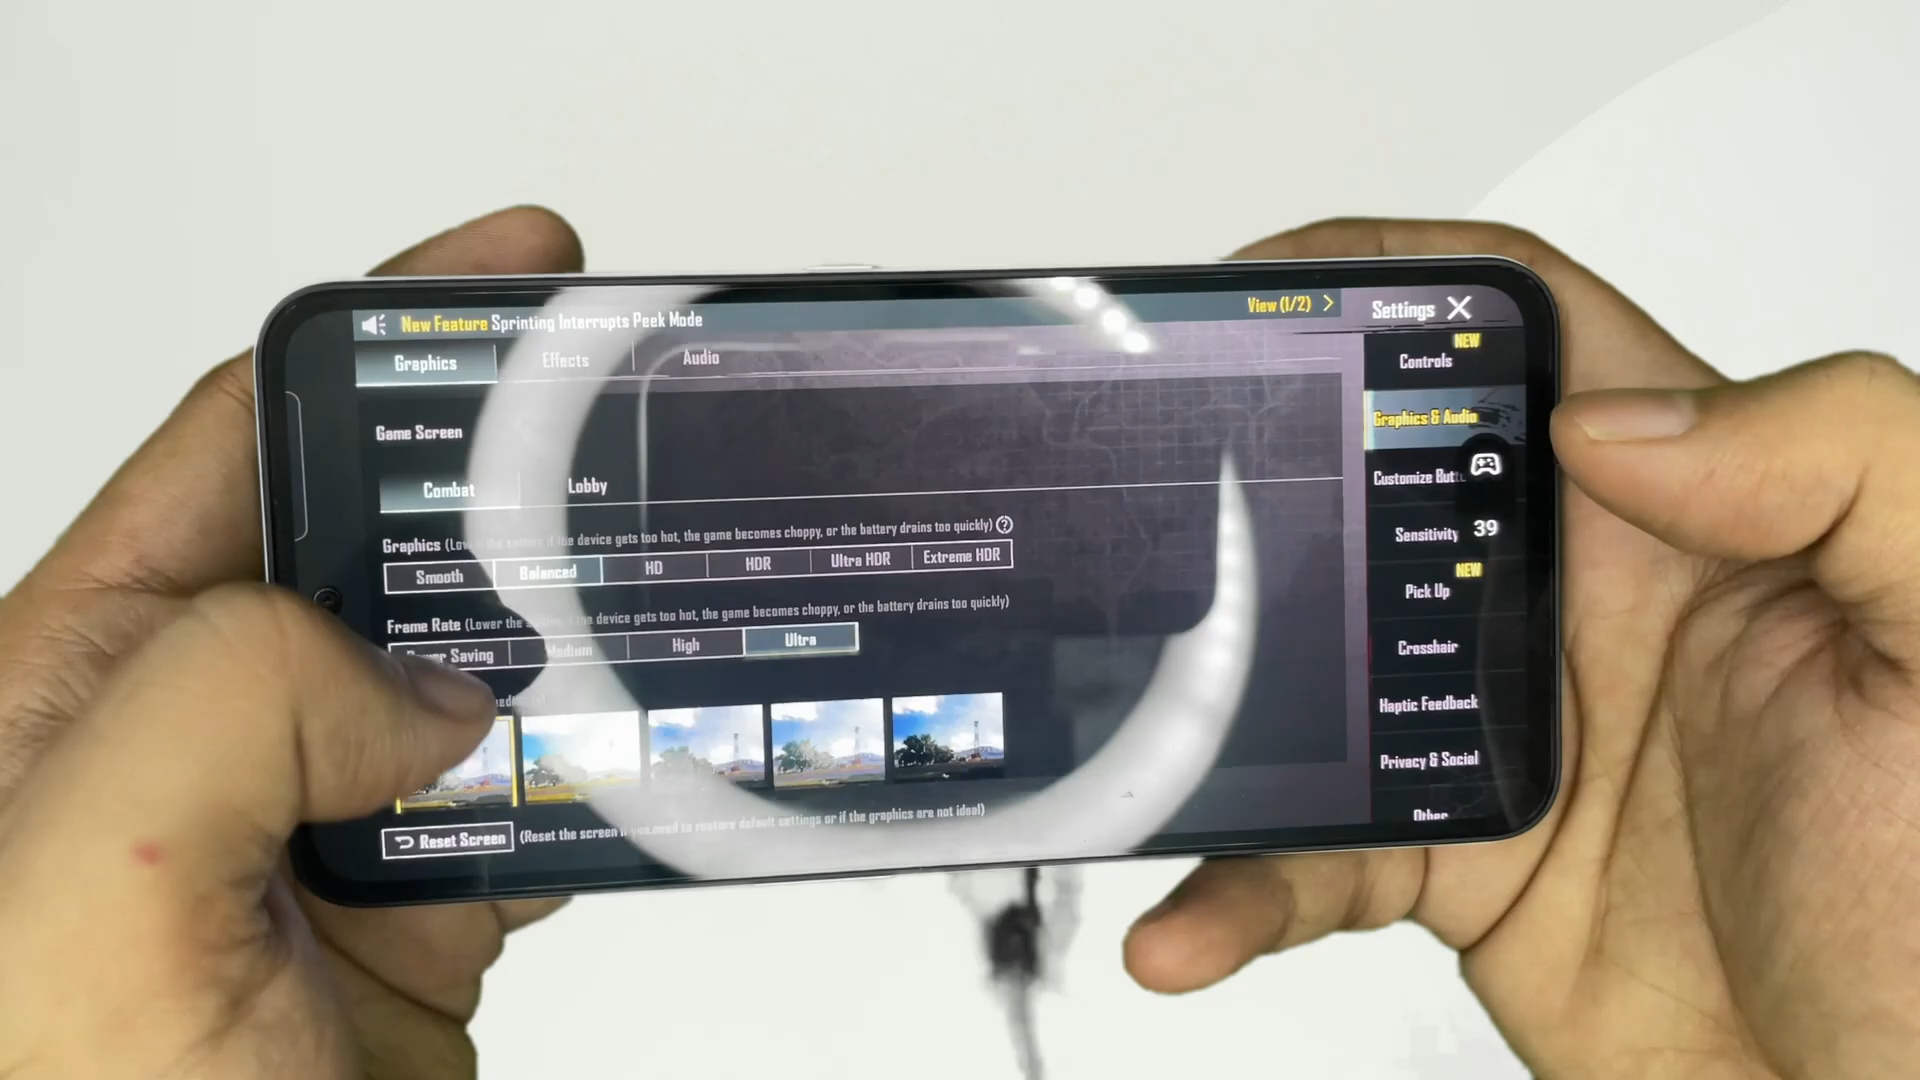 New Feature Sprinting Interrupts Peek Mode
View (1/2)
Settings
Graphics
Effects
Audio
Game Screen
Combat
Lobby
Graphics (Low device gets too hot, the game becomes choppy, or the battery drains too quickly)
Smooth
Balanced
HD
HDR
Ultra HDR
Extreme HDR
Frame Rate (Lower the device gets too hot, the game becomes choppy, or the battery drains too quickly)
Saving
Medium
High
Ultra
Reset Screen
(Reset the screen if you need to restore default settings or if the graphics are not ideal)
NEW
Controls
Graphics & Audio
Customize
Sensitivity
39
NEW
Pick Up
Crosshair
Haptic Feedback
Privacy & Social
Other